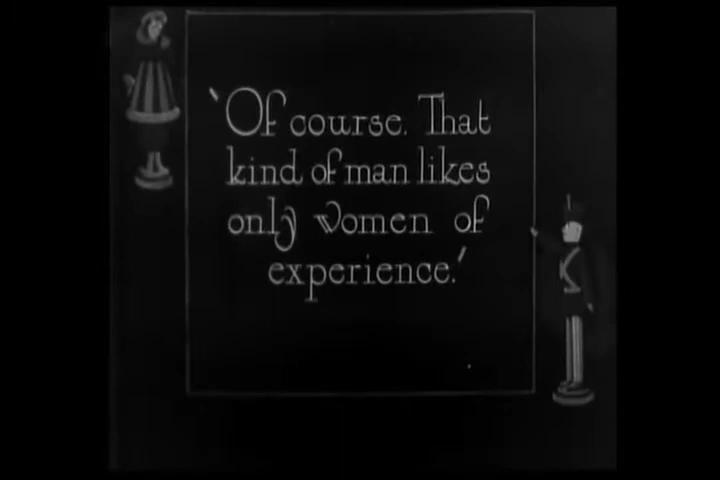 'Of course. That
kind of man likes
only women of
experience.'